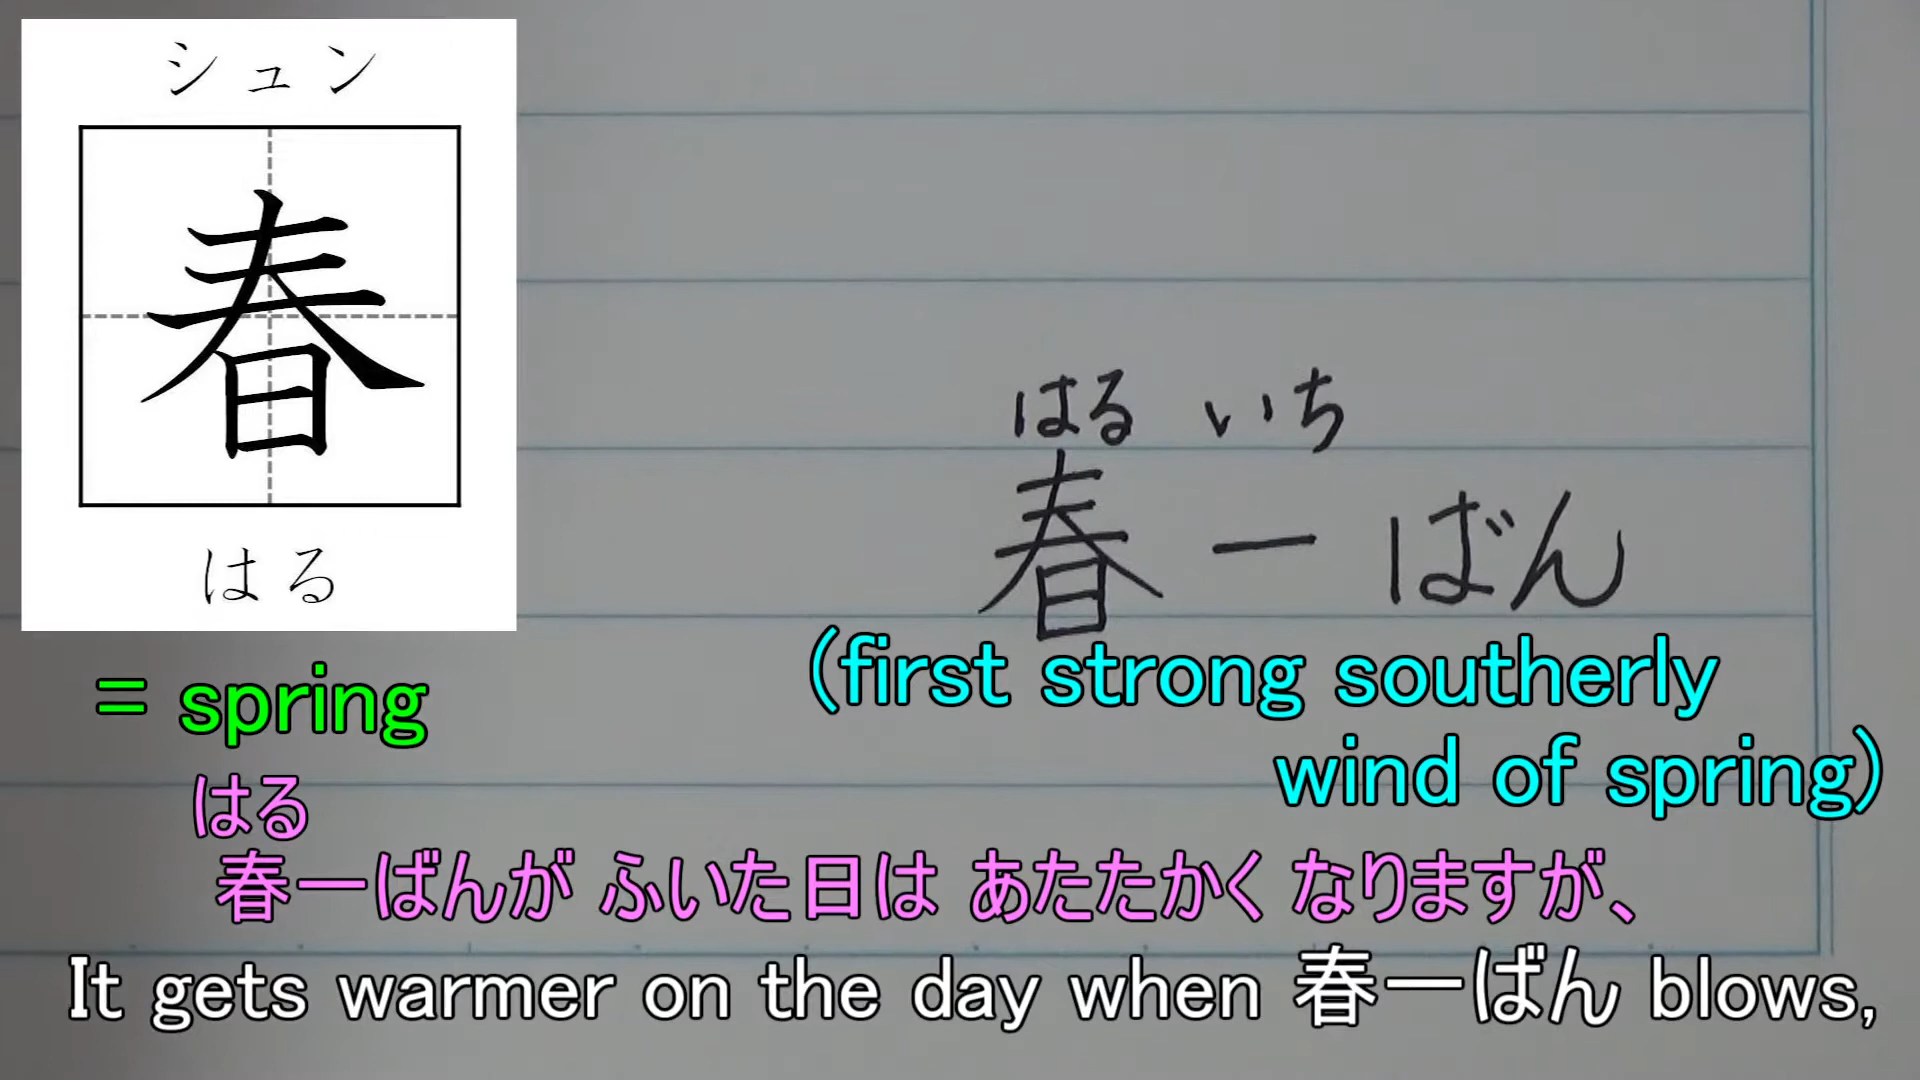 シュン
春
はる
= spring
はる いち
春一ばん
(first strong southerly
wind of spring)
はる
春一ばんが ふいた日は あたたかく なりますが、
It gets warmer on the day when 春一ばん blows,